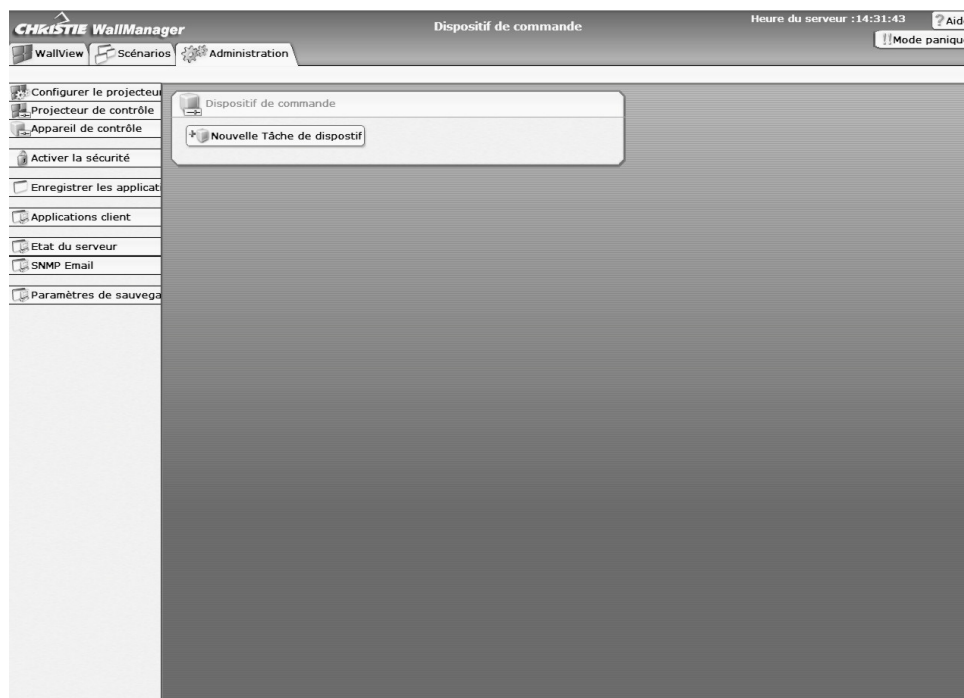 CHRISTIE WallManager
Dispositif de commande
Heure du serveur :14:31:43
?Aid
!!Mode paniqu
WallView
Scénarios
Administration
Configurer le projecteu
Projecteur de contrôle
Appareil de contrôle
Activer la sécurité
Enregistrer les applicati
Applications client
Etat du serveur
SNMP Email
Paramètres de sauvega
Dispositif de commande
Nouvelle Tâche de dispostif